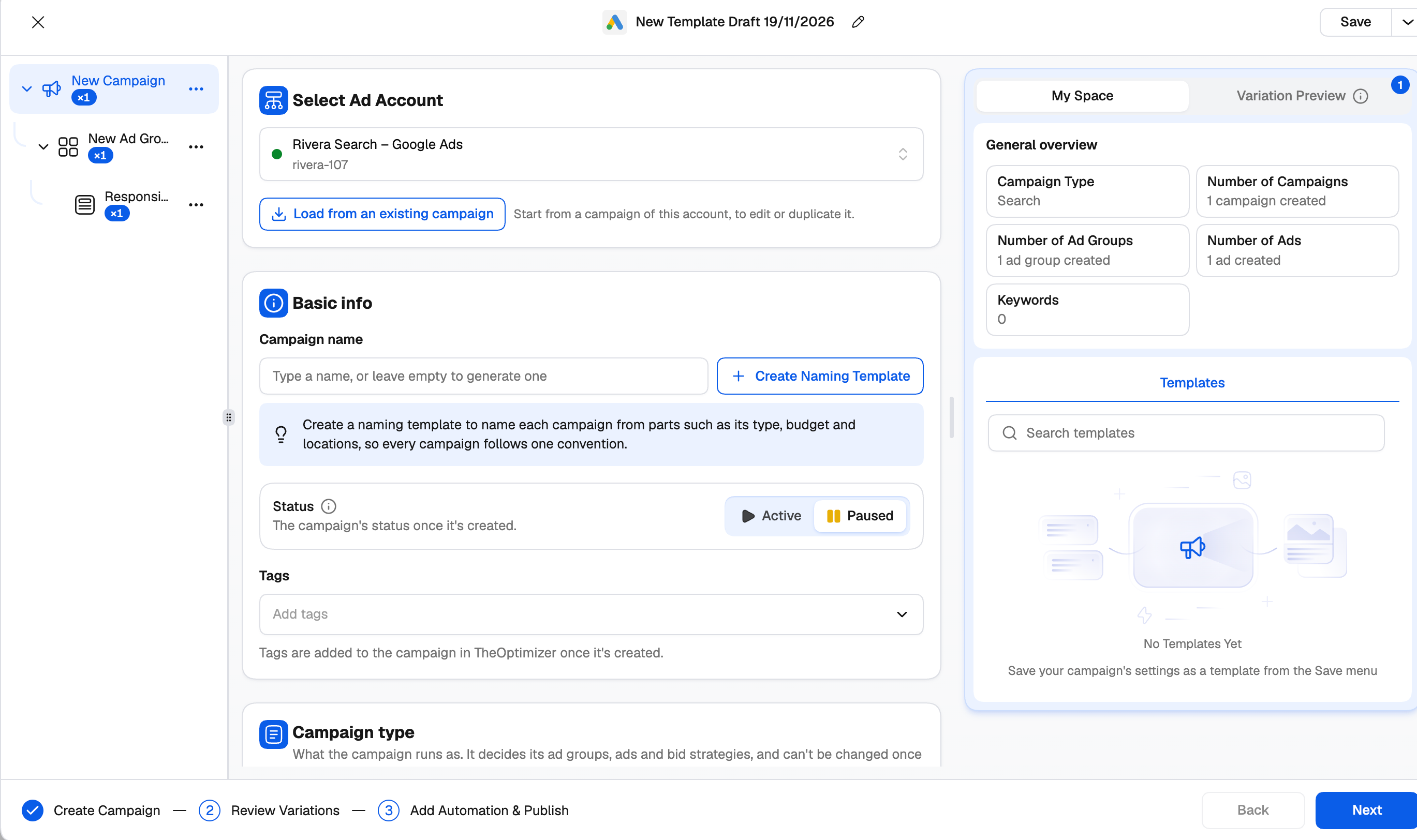 New Template Draft 19/11/2026
Save
New Campaign
×1
New Ad Gro...
×1
Responsi...
×1
Select Ad Account
Rivera Search – Google Ads
rivera-107
Load from an existing campaign
Start from a campaign of this account, to edit or duplicate it.
Basic info
Campaign name
Type a name, or leave empty to generate one
Create Naming Template
Create a naming template to name each campaign from parts such as its type, budget and
locations, so every campaign follows one convention.
Status
The campaign's status once it's created.
Active
Paused
Tags
Add tags
Tags are added to the campaign in TheOptimizer once it's created.
Campaign type
What the campaign runs as. It decides its ad groups, ads and bid strategies, and can't be changed once
My Space
Variation Preview
1
General overview
Campaign Type
Search
Number of Campaigns
1 campaign created
Number of Ad Groups
1 ad group created
Number of Ads
1 ad created
Keywords
0
Templates
Search templates
No Templates Yet
Save your campaign's settings as a template from the Save menu
Create Campaign
2
Review Variations
3
Add Automation & Publish
Back
Next